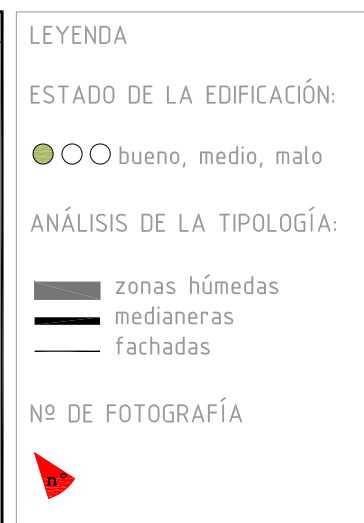 LEYENDA
ESTADO DE LA EDIFICACIÓN:
bueno, medio, malo
ANÁLISIS DE LA TIPOLOGÍA:
zonas húmedas
medianeras
fachadas
Nº DE FOTOGRAFÍA
nº